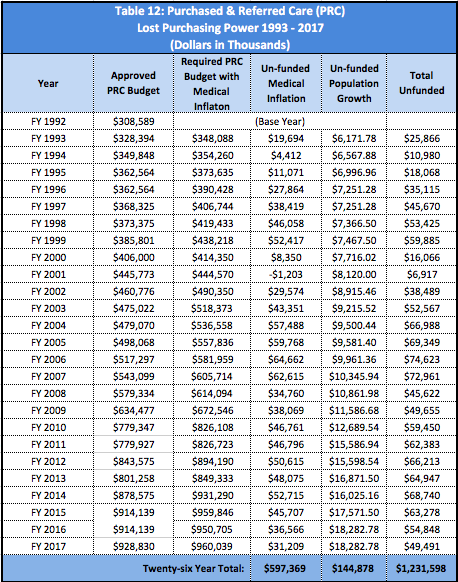 Table 12: Purchased & Referred Care (PRC)
Lost Purchasing Power 1993 - 2017
(Dollars in Thousands)
Year Approved PRC Budget Required PRC Budget with Medical Inflaton Un-funded Medical Inflation Un-funded Population Growth Total Unfunded
FY 1992 $308,589 (Base Year)
FY 1993 $328,394 $348,088 $19,694 $6,171.78 $25,866
FY 1994 $349,848 $354,260 $4,412 $6,567.88 $10,980
FY 1995 $362,564 $373,635 $11,071 $6,996.96 $18,068
FY 1996 $362,564 $390,428 $27,864 $7,251.28 $35,115
FY 1997 $368,325 $406,744 $38,419 $7,251.28 $45,670
FY 1998 $373,375 $419,433 $46,058 $7,366.50 $53,425
FY 1999 $385,801 $438,218 $52,417 $7,467.50 $59,885
FY 2000 $406,000 $414,350 $8,350 $7,716.02 $16,066
FY 2001 $445,773 $444,570 -$1,203 $8,120.00 $6,917
FY 2002 $460,776 $490,350 $29,574 $8,915.46 $38,489
FY 2003 $475,022 $518,373 $43,351 $9,215.52 $52,567
FY 2004 $479,070 $536,558 $57,488 $9,500.44 $66,988
FY 2005 $498,068 $557,836 $59,768 $9,581.40 $69,349
FY 2006 $517,297 $581,959 $64,662 $9,961.36 $74,623
FY 2007 $543,099 $605,714 $62,615 $10,345.94 $72,961
FY 2008 $579,334 $614,094 $34,760 $10,861.98 $45,622
FY 2009 $634,477 $672,546 $38,069 $11,586.68 $49,655
FY 2010 $779,347 $826,108 $46,761 $12,689.54 $59,450
FY 2011 $779,927 $826,723 $46,796 $15,586.94 $62,383
FY 2012 $843,575 $894,190 $50,615 $15,598.54 $66,213
FY 2013 $801,258 $849,333 $48,075 $16,871.50 $64,947
FY 2014 $878,575 $931,290 $52,715 $16,025.16 $68,740
FY 2015 $914,139 $959,846 $45,707 $17,571.50 $63,278
FY 2016 $914,139 $950,705 $36,566 $18,282.78 $54,848
FY 2017 $928,830 $960,039 $31,209 $18,282.78 $49,491
Twenty-six Year Total: $597,369 $144,878 $1,231,598